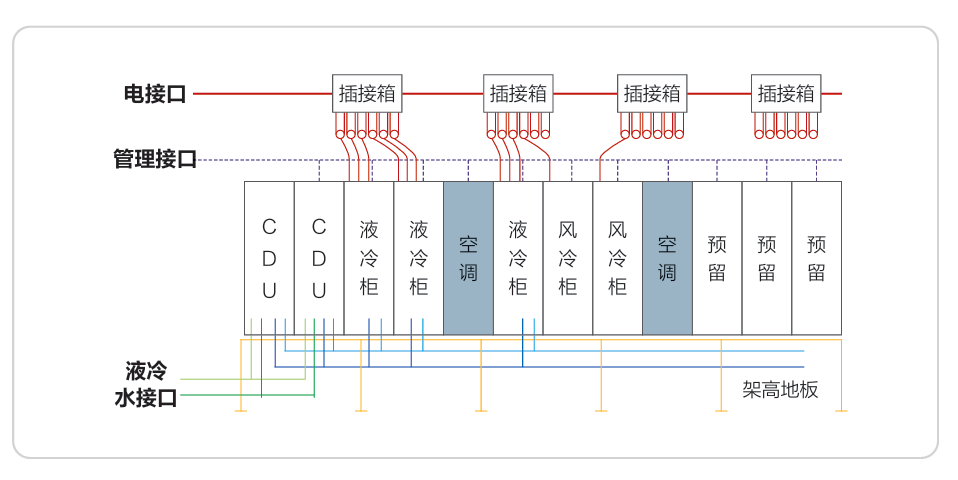 电接口
插接箱
插接箱
插接箱
插接箱
管理接口
CDU
CDU
液冷柜
液冷柜
空调
液冷柜
风冷柜
风冷柜
空调
预留
预留
预留
液冷
水接口
架高地板